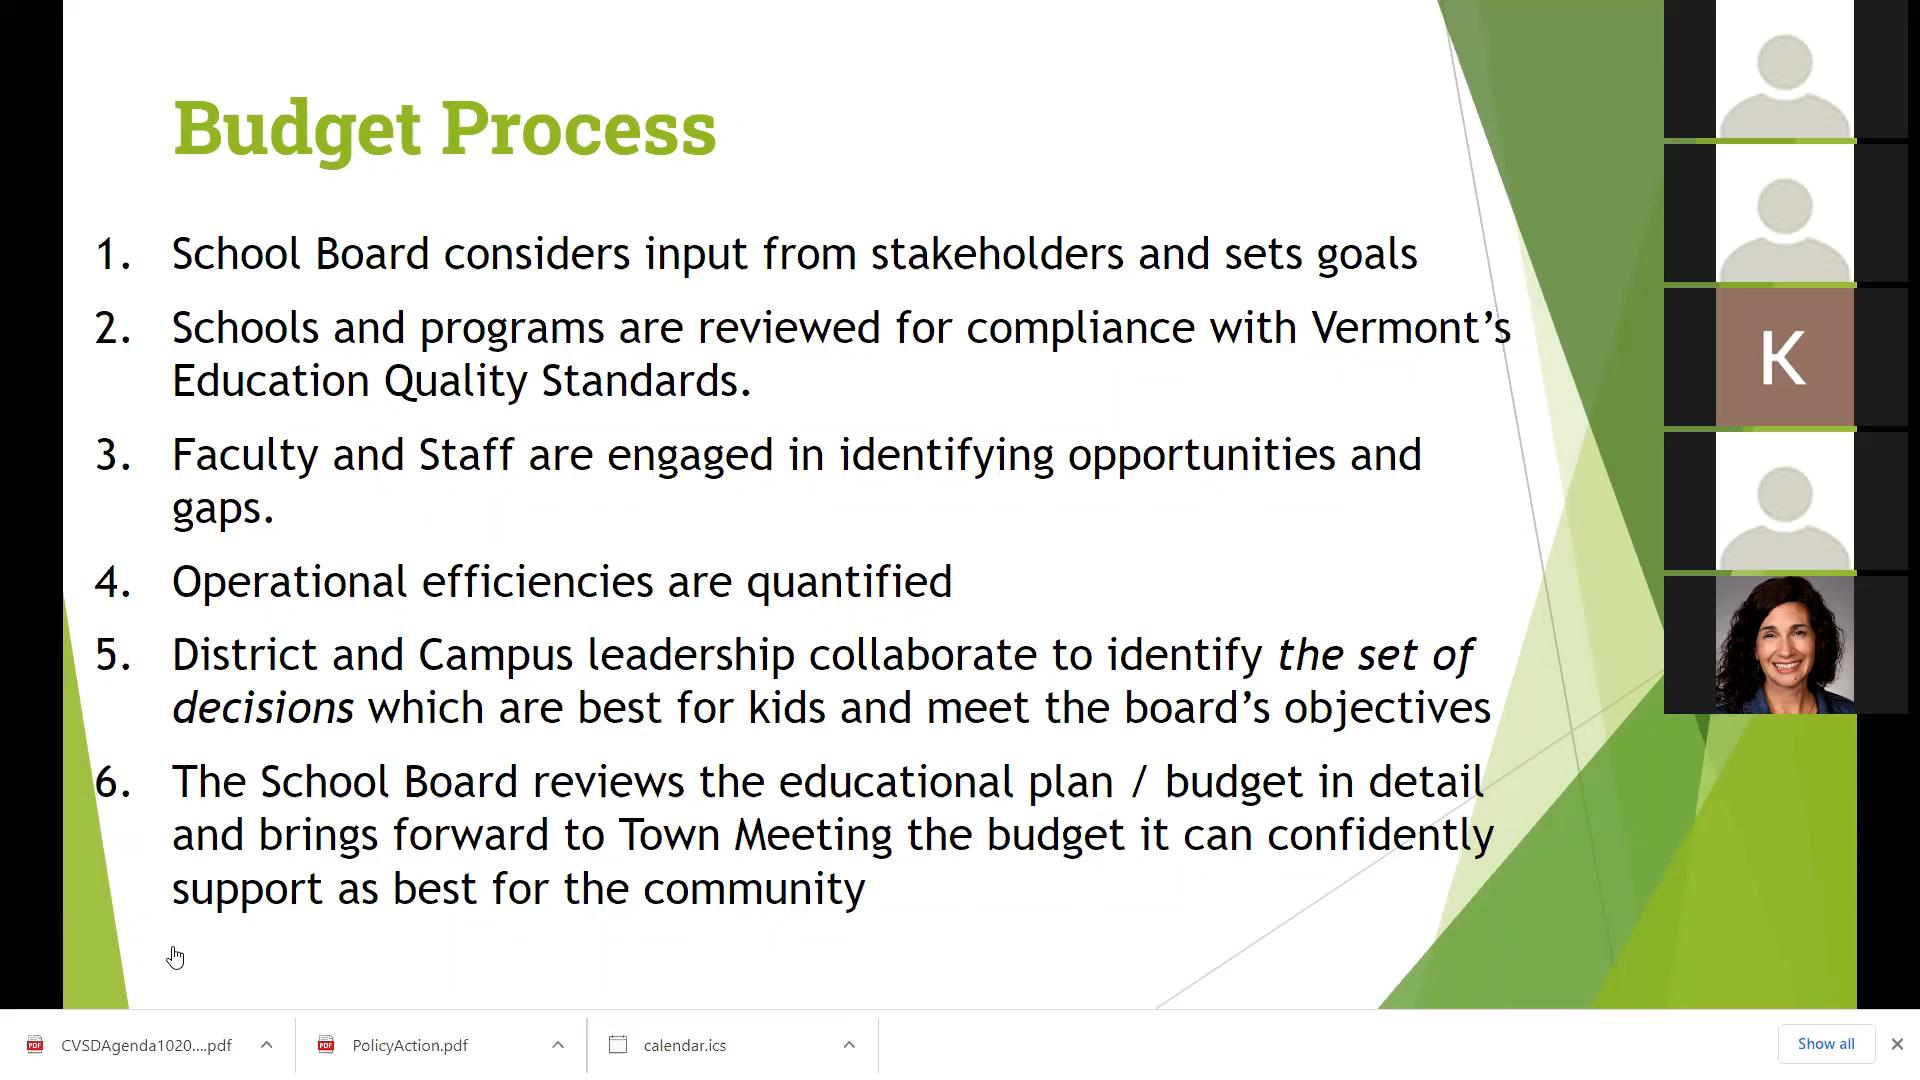 Budget Process
1. School Board considers input from stakeholders and sets goals
2. Schools and programs are reviewed for compliance with Vermont’s
Education Quality Standards.
3. Faculty and Staff are engaged in identifying opportunities and
gaps.
4. Operational efficiencies are quantified
5. District and Campus leadership collaborate to identify the set of
decisions which are best for kids and meet the board’s objectives
6. The School Board reviews the educational plan / budget in detail
and brings forward to Town Meeting the budget it can confidently
support as best for the community
K
CVSDAgenda1020....pdf
PolicyAction.pdf
calendar.ics
Show all